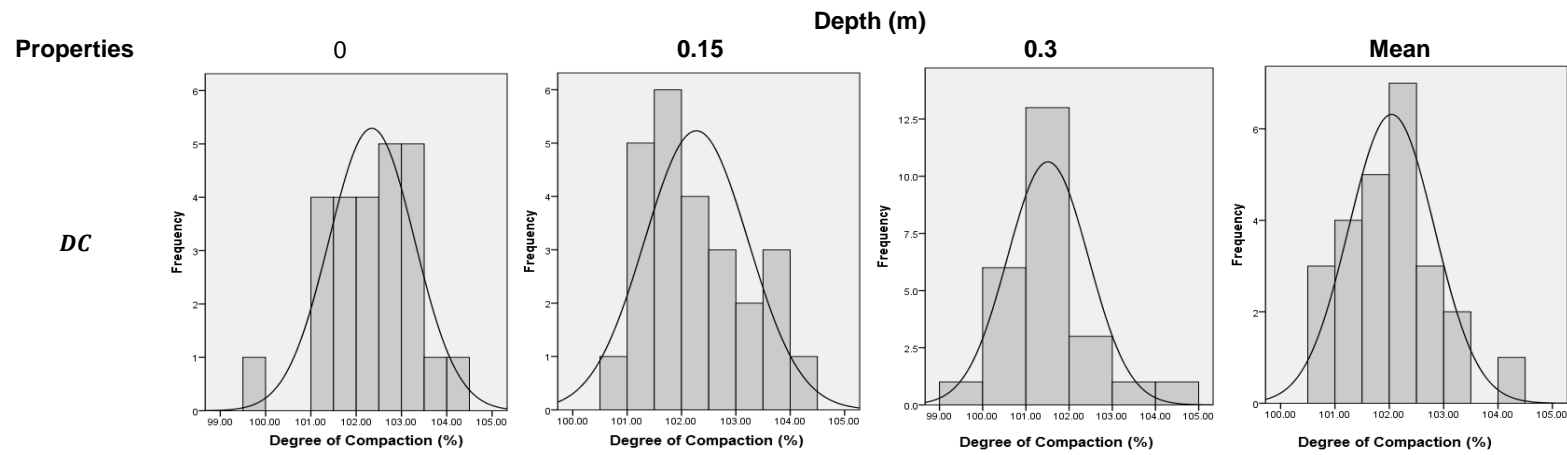 Depth (m)
Properties 0 0.15 0.3 Mean
DC
Frequency
6
5
4
3
2
1
0
99.00 100.00 101.00 102.00 103.00 104.00 105.00
Degree of Compaction (%)
Frequency
6
5
4
3
2
1
0
100.00 101.00 102.00 103.00 104.00 105.00
Degree of Compaction (%)
Frequency
12.5
10.0
7.5
5.0
2.5
0.0
99.00 100.00 101.00 102.00 103.00 104.00 105.00
Degree of Compaction (%)
Frequency
6
4
2
0
100.00 101.00 102.00 103.00 104.00 105.00
Degree of Compaction (%)